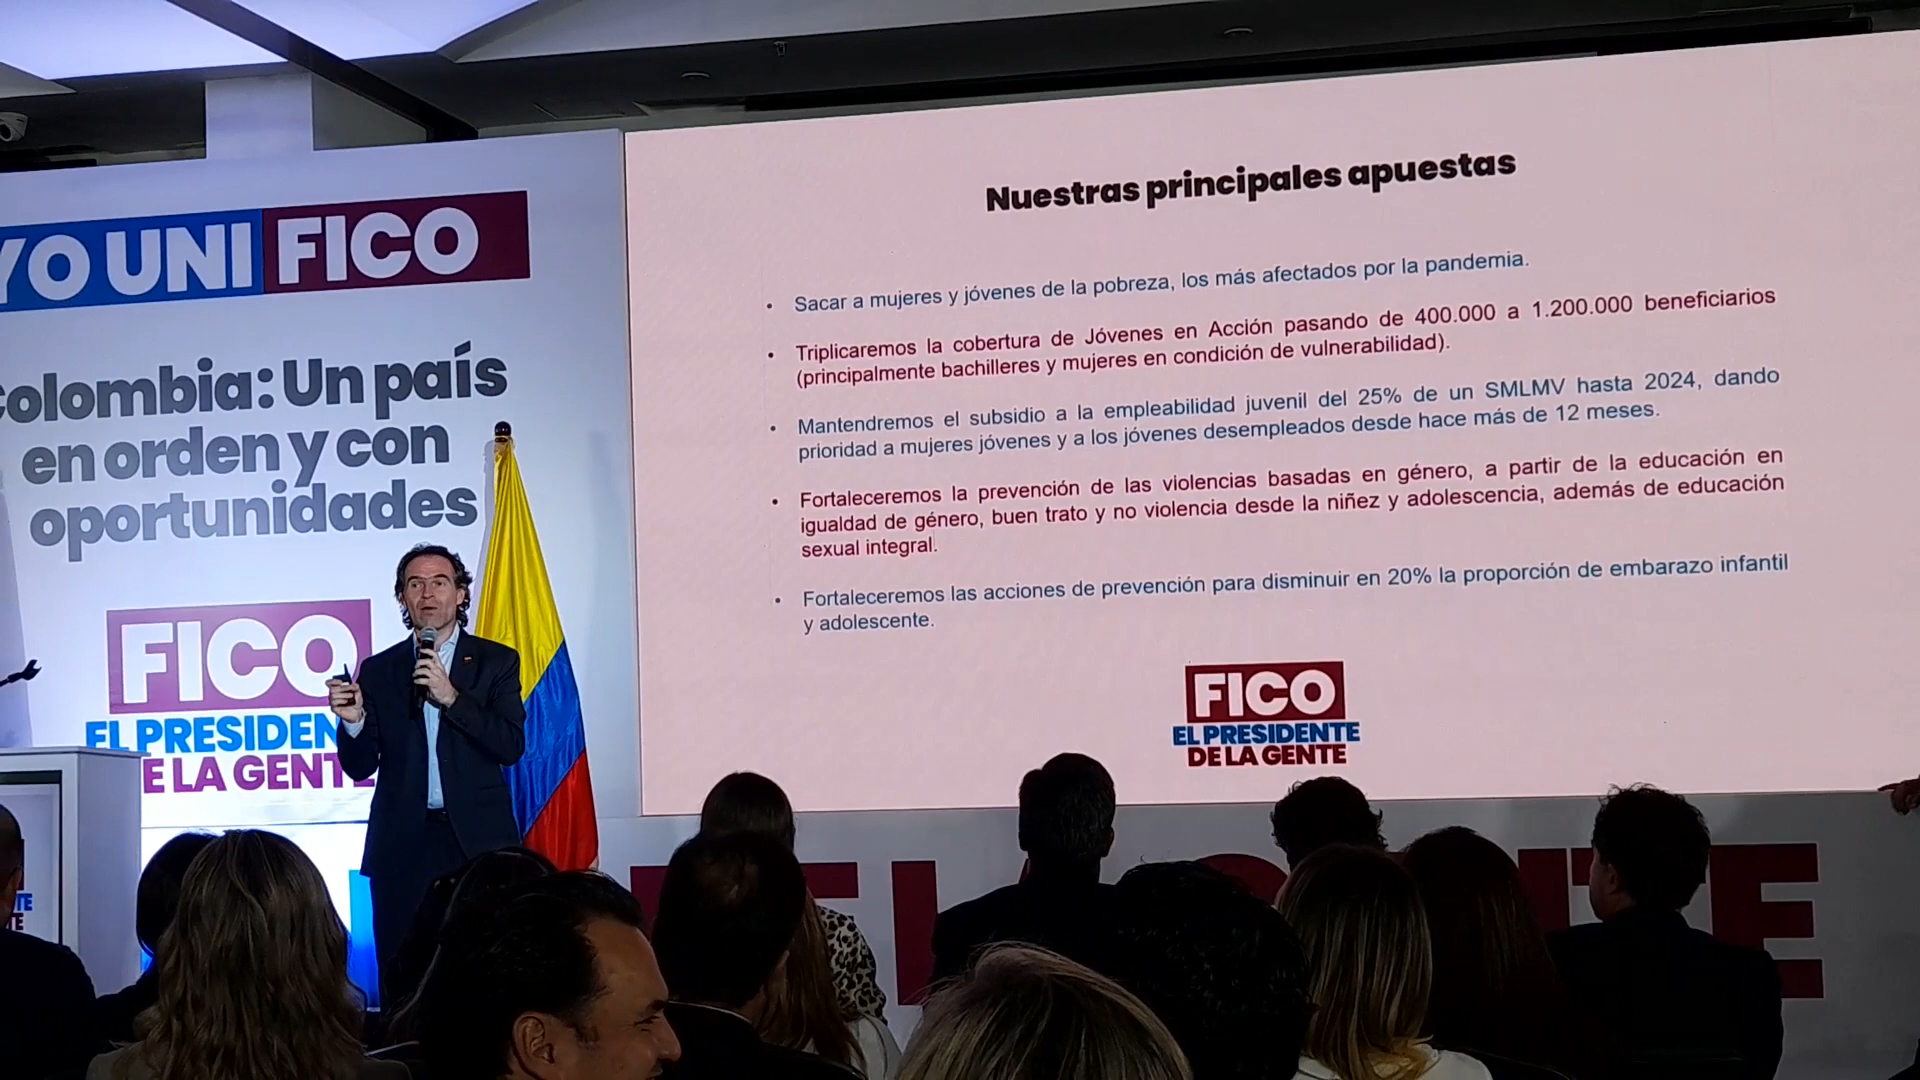 YO UNI FICO
Colombia: Un país
en orden y con
oportunidades
FICO
EL PRESIDEN
E LA GENTE
Nuestras principales apuestas
• Sacar a mujeres y jóvenes de la pobreza, los más afectados por la pandemia.
• Triplicaremos la cobertura de Jóvenes en Acción pasando de 400.000 a 1.200.000 beneficiarios
(principalmente bachilleres y mujeres en condición de vulnerabilidad).
• Mantendremos el subsidio a la empleabilidad juvenil del 25% de un SMLMV hasta 2024, dando
prioridad a mujeres jóvenes y a los jóvenes desempleados desde hace más de 12 meses.
• Fortaleceremos la prevención de las violencias basadas en género, a partir de la educación en
igualdad de género, buen trato y no violencia desde la niñez y adolescencia, además de educación
sexual integral.
• Fortaleceremos las acciones de prevención para disminuir en 20% la proporción de embarazo infantil
y adolescente.
FICO
EL PRESIDENTE
DE LA GENTE
TE
TE